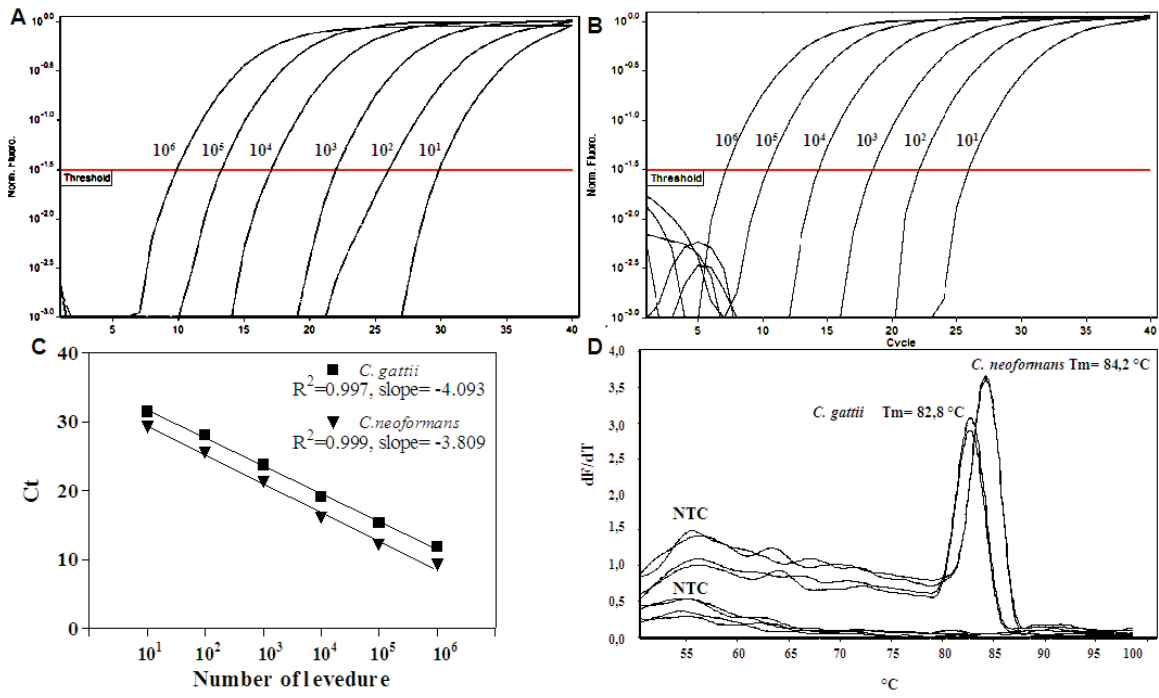 A
10^0.0
10^-0.5
10^-1.0
10^-1.5
10^-2.0
10^-2.5
10^-3.0
Norm. Fluoro.
Threshold
10^6 10^5 10^4 10^3 10^2 10^1
5 10 15 20 25 30 35 40
B
10^0.0
10^-0.5
10^-1.0
10^-1.5
10^-2.0
10^-2.5
10^-3.0
Norm. Fluoro.
Threshold
10^6 10^5 10^4 10^3 10^2 10^1
5 10 15 20 25 30 35 40
Cycle
C
40
30
20
10
0
Ct
C. gattii
R^2=0.997, slope= -4.093
C.neoformans
R^2=0.999, slope= -3.809
10^1 10^2 10^3 10^4 10^5 10^6
Number of levedure
D
4,0
3,5
3,0
2,5
2,0
1,5
1,0
0,5
0,0
dF/dT
C. neoformans Tm= 84,2 °C
C. gattii Tm= 82,8 °C
NTC
NTC
55 60 65 70 75 80 85 90 95 100
°C